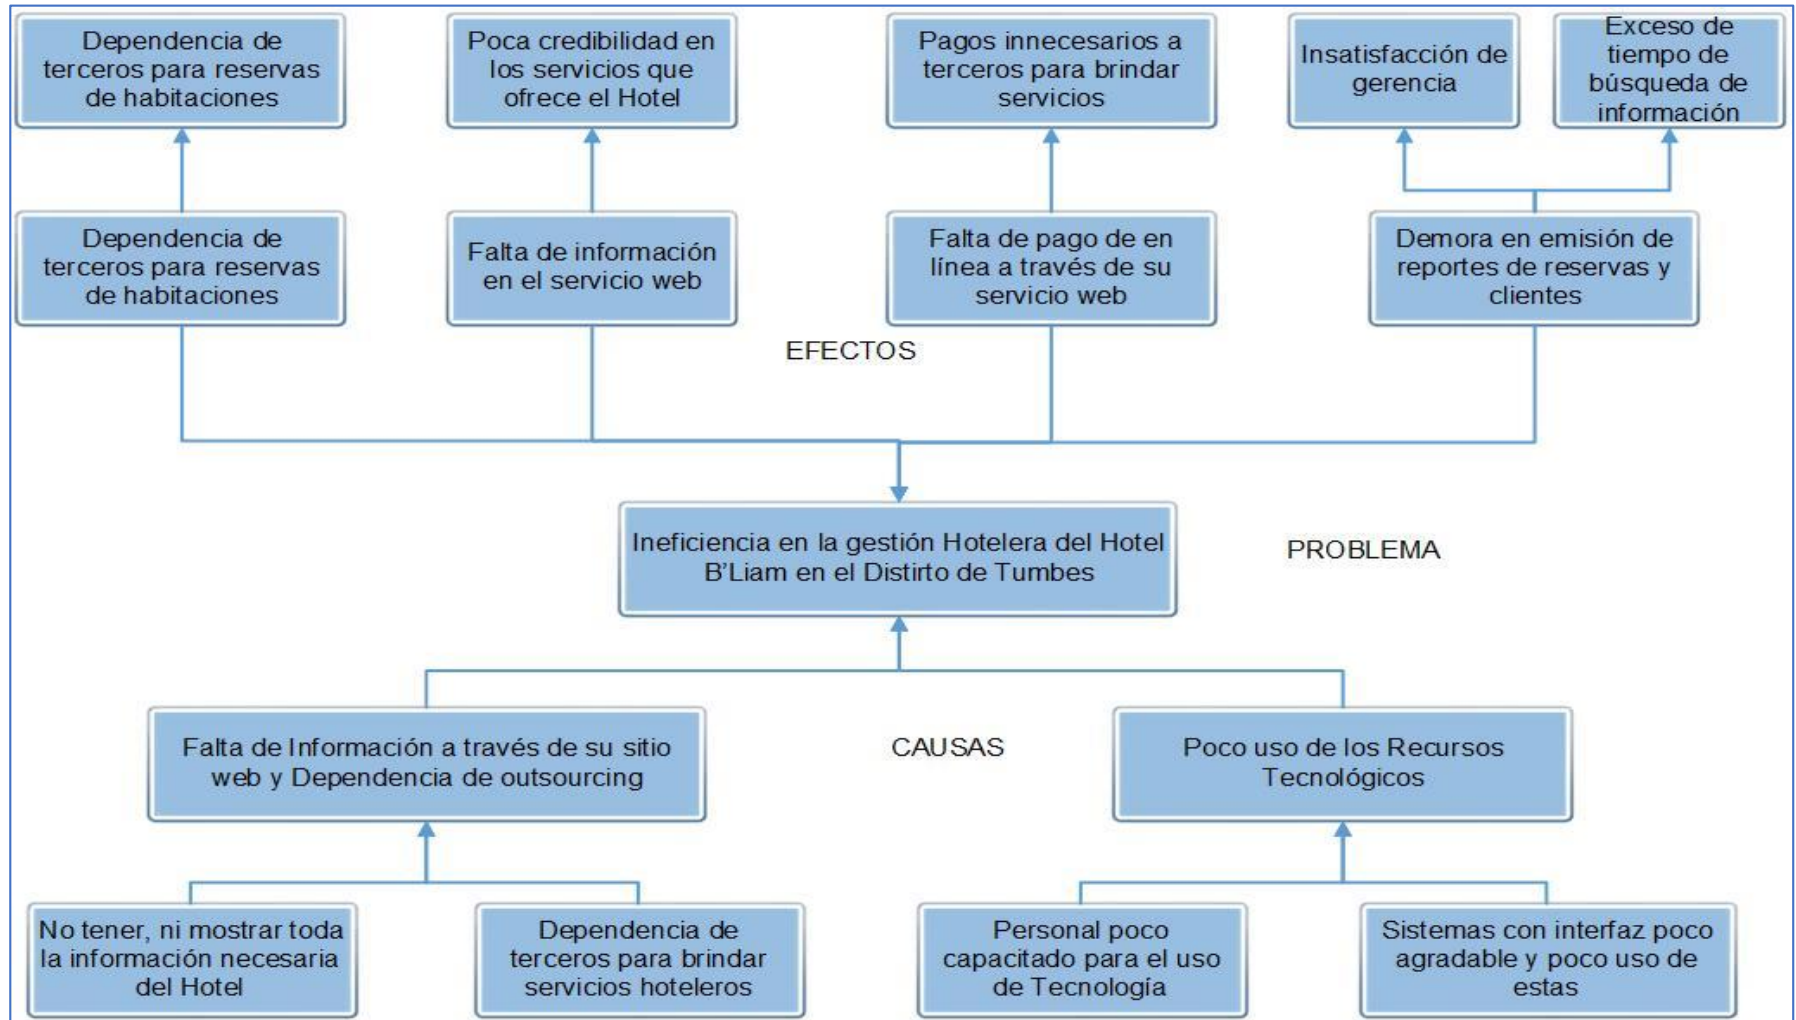 Dependencia de
terceros para reservas
de habitaciones
Poca credibilidad en
los servicios que
ofrece el Hotel
Pagos innecesarios a
terceros para brindar
servicios
Insatisfacción de
gerencia
Exceso de
tiempo de
búsqueda de
información
Dependencia de
terceros para reservas
de habitaciones
Falta de información
en el servicio web
Falta de pago de en
línea a través de su
servicio web
Demora en emisión de
reportes de reservas y
clientes
EFECTOS
Ineficiencia en la gestión Hotelera del Hotel
B'Liam en el Distirto de Tumbes
PROBLEMA
Falta de Información a través de su sitio
web y Dependencia de outsourcing
CAUSAS
Poco uso de los Recursos
Tecnológicos
No tener, ni mostrar toda
la información necesaria
del Hotel
Dependencia de
terceros para brindar
servicios hoteleros
Personal poco
capacitado para el uso
de Tecnología
Sistemas con interfaz poco
agradable y poco uso de
estas